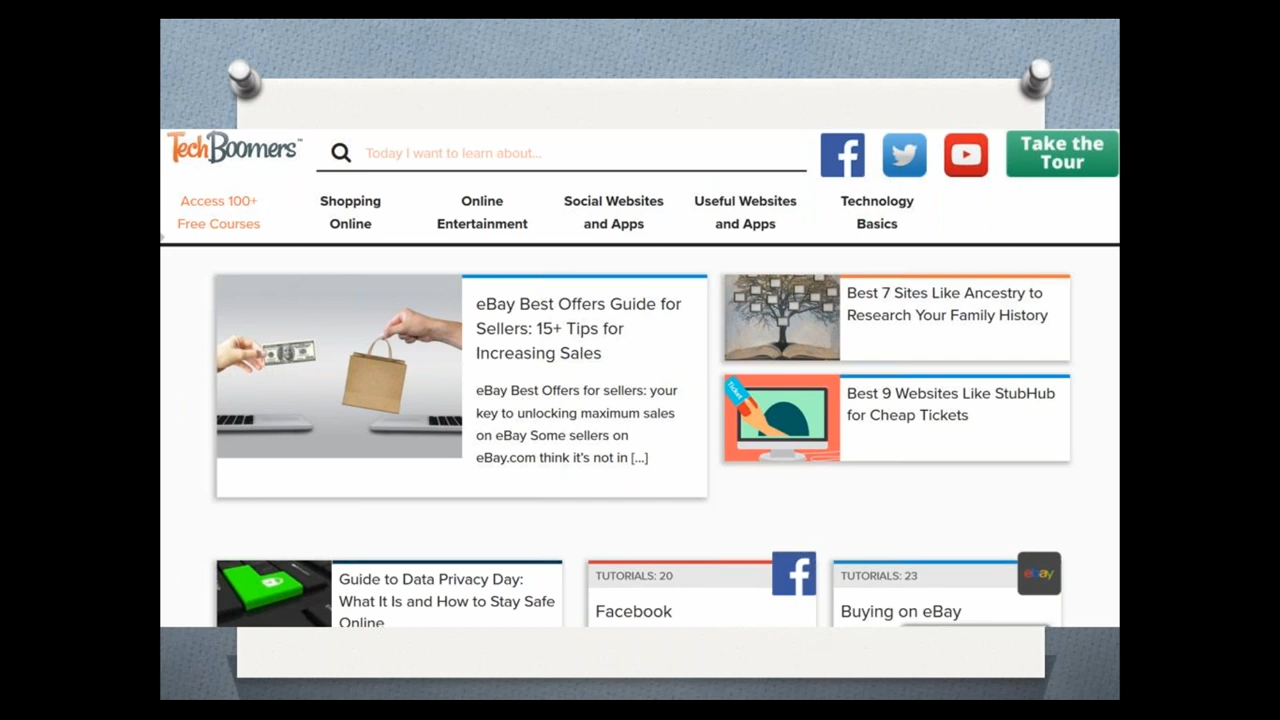 TechBoomers™
Today I want to learn about...
Take the
Tour
Access 100+
Free Courses
Shopping
Online
Online
Entertainment
Social Websites
and Apps
Useful Websites
and Apps
Technology
Basics
eBay Best Offers Guide for
Sellers: 15+ Tips for
Increasing Sales
eBay Best Offers for sellers: your
key to unlocking maximum sales
on eBay Some sellers on
eBay.com think it's not in [...]
Best 7 Sites Like Ancestry to
Research Your Family History
Ticket
Best 9 Websites Like StubHub
for Cheap Tickets
Guide to Data Privacy Day:
What It Is and How to Stay Safe
Online
TUTORIALS: 20
Facebook
TUTORIALS: 23
ebay
Buying on eBay